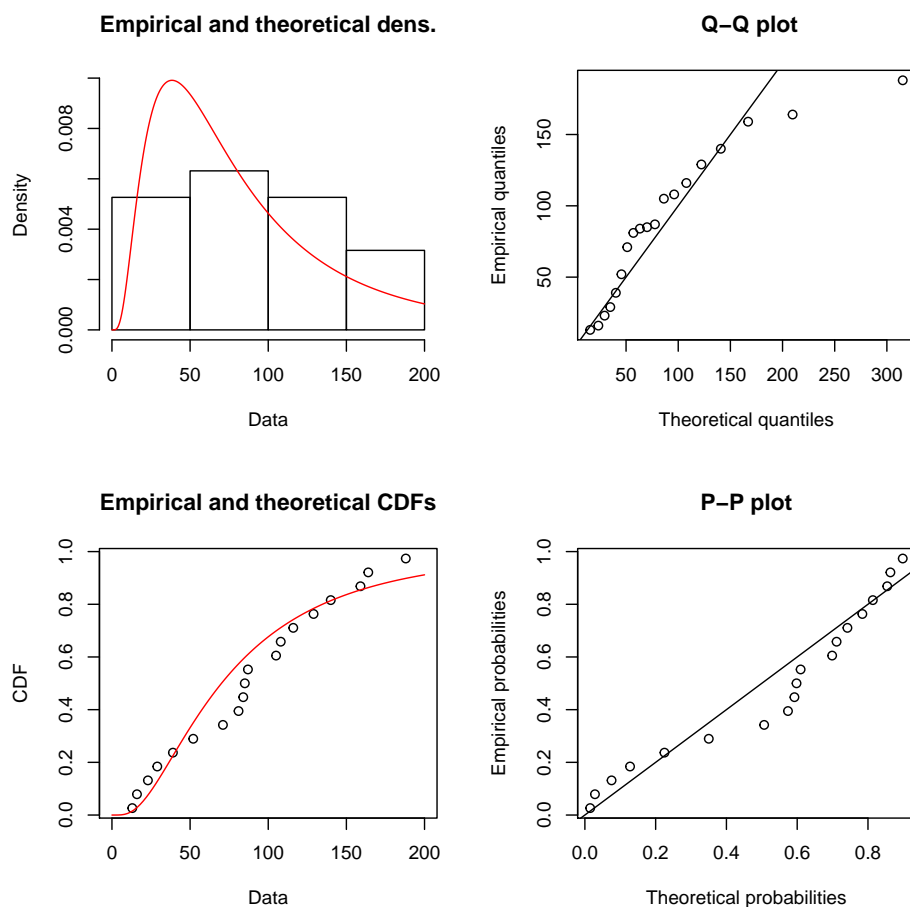 Empirical and theoretical dens.
Density
0.000 0.004 0.008
0 50 100 150 200
Data
Q−Q plot
Empirical quantiles
50 100 150
50 100 150 200 250 300
Theoretical quantiles
Empirical and theoretical CDFs
CDF
0.0 0.2 0.4 0.6 0.8 1.0
0 50 100 150 200
Data
P−P plot
Empirical probabilities
0.0 0.2 0.4 0.6 0.8 1.0
0.0 0.2 0.4 0.6 0.8
Theoretical probabilities